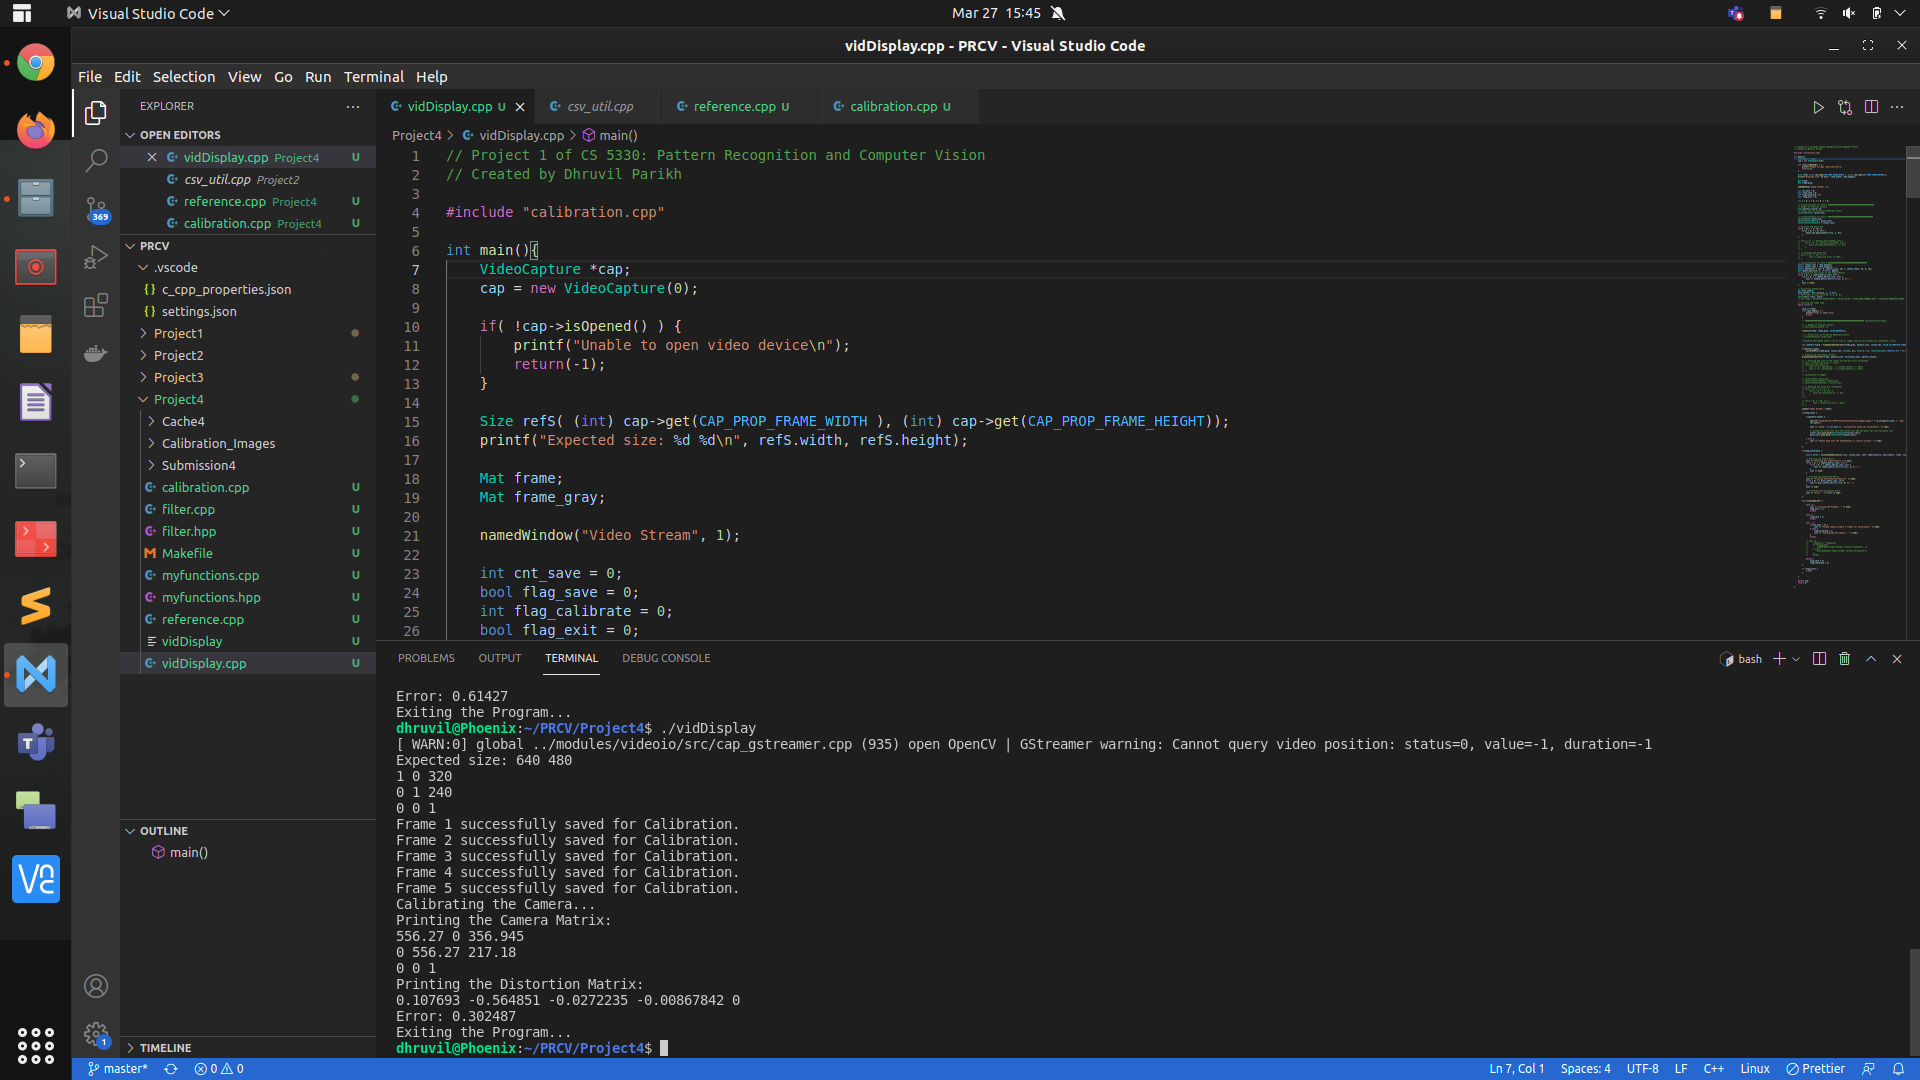 Visual Studio Code
Mar 27 15:45
vidDisplay.cpp - PRCV - Visual Studio Code
File Edit Selection View Go Run Terminal Help
EXPLORER
OPEN EDITORS
vidDisplay.cpp Project4 U
csv_util.cpp Project2
reference.cpp Project4 U
calibration.cpp Project4 U
PRCV
.vscode
{} c_cpp_properties.json
{} settings.json
Project1
Project2
Project3
Project4
Cache4
Calibration_Images
Submission4
calibration.cpp U
filter.cpp U
filter.hpp U
Makefile U
myfunctions.cpp U
myfunctions.hpp U
reference.cpp U
vidDisplay U
vidDisplay.cpp U
OUTLINE
main()
TIMELINE
369
1
vidDisplay.cpp U csv_util.cpp reference.cpp U calibration.cpp U
Project4 > vidDisplay.cpp > main()
1 // Project 1 of CS 5330: Pattern Recognition and Computer Vision
2 // Created by Dhruvil Parikh
3
4 #include "calibration.cpp"
5
6 int main(){
7 VideoCapture *cap;
8 cap = new VideoCapture(0);
9
10 if( !cap->isOpened() ) {
11 printf("Unable to open video device\n");
12 return(-1);
13 }
14
15 Size refS( (int) cap->get(CAP_PROP_FRAME_WIDTH ), (int) cap->get(CAP_PROP_FRAME_HEIGHT));
16 printf("Expected size: %d %d\n", refS.width, refS.height);
17
18 Mat frame;
19 Mat frame_gray;
20
21 namedWindow("Video Stream", 1);
22
23 int cnt_save = 0;
24 bool flag_save = 0;
25 int flag_calibrate = 0;
26 bool flag_exit = 0;
PROBLEMS OUTPUT TERMINAL DEBUG CONSOLE
bash
Error: 0.61427
Exiting the Program...
dhruvil@Phoenix:~/PRCV/Project4$ ./vidDisplay
[ WARN:0] global ../modules/videoio/src/cap_gstreamer.cpp (935) open OpenCV | GStreamer warning: Cannot query video position: status=0, value=-1, duration=-1
Expected size: 640 480
1 0 320
0 1 240
0 0 1
Frame 1 successfully saved for Calibration.
Frame 2 successfully saved for Calibration.
Frame 3 successfully saved for Calibration.
Frame 4 successfully saved for Calibration.
Frame 5 successfully saved for Calibration.
Calibrating the Camera...
Printing the Camera Matrix:
556.27 0 356.945
0 556.27 217.18
0 0 1
Printing the Distortion Matrix:
0.107693 -0.564851 -0.0272235 -0.00867842 0
Error: 0.302487
Exiting the Program...
dhruvil@Phoenix:~/PRCV/Project4$
master* 0 0
Ln 7, Col 1 Spaces: 4 UTF-8 LF C++ Linux Prettier